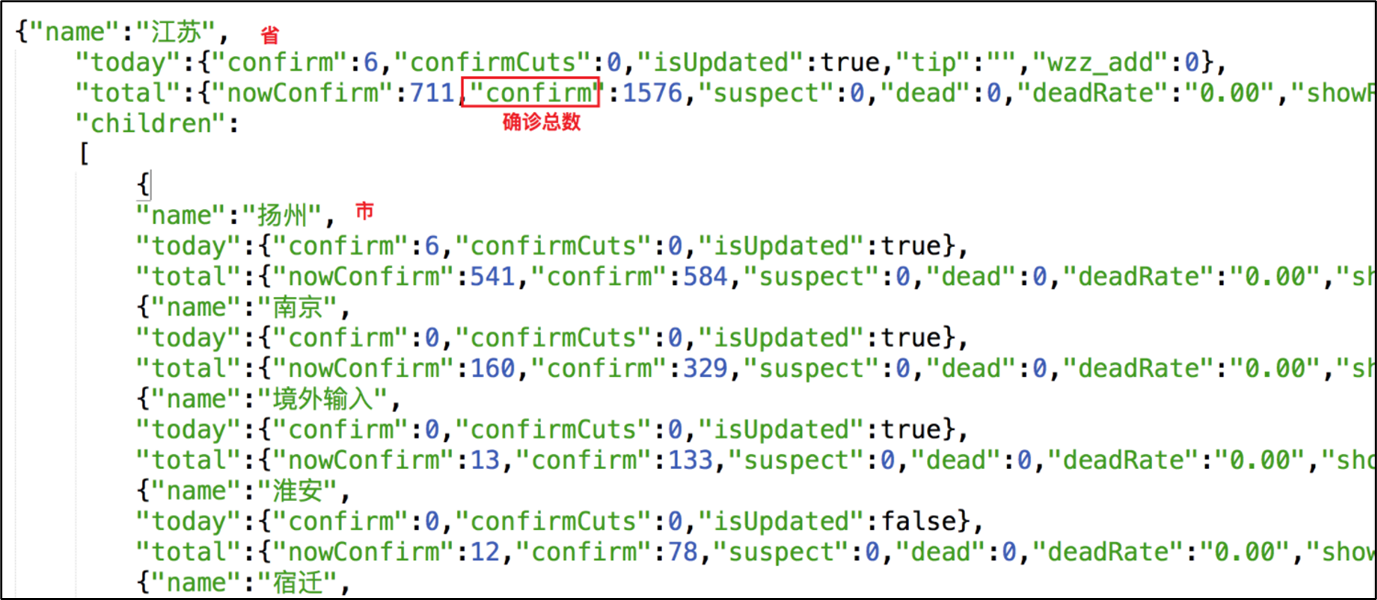 {"name":"江苏", 省
"today":{"confirm":6,"confirmCuts":0,"isUpdated":true,"tip":"","wzz_add":0},
"total":{"nowConfirm":711,"confirm":1576,"suspect":0,"dead":0,"deadRate":"0.00","showR
确诊总数
"children":
[
{
"name":"扬州", 市
"today":{"confirm":6,"confirmCuts":0,"isUpdated":true},
"total":{"nowConfirm":541,"confirm":584,"suspect":0,"dead":0,"deadRate":"0.00","sh
{"name":"南京",
"today":{"confirm":0,"confirmCuts":0,"isUpdated":true},
"total":{"nowConfirm":160,"confirm":329,"suspect":0,"dead":0,"deadRate":"0.00","sh
{"name":"境外输入",
"today":{"confirm":0,"confirmCuts":0,"isUpdated":true},
"total":{"nowConfirm":13,"confirm":133,"suspect":0,"dead":0,"deadRate":"0.00","sho
{"name":"淮安",
"today":{"confirm":0,"confirmCuts":0,"isUpdated":false},
"total":{"nowConfirm":12,"confirm":78,"suspect":0,"dead":0,"deadRate":"0.00","show
{"name":"宿迁",